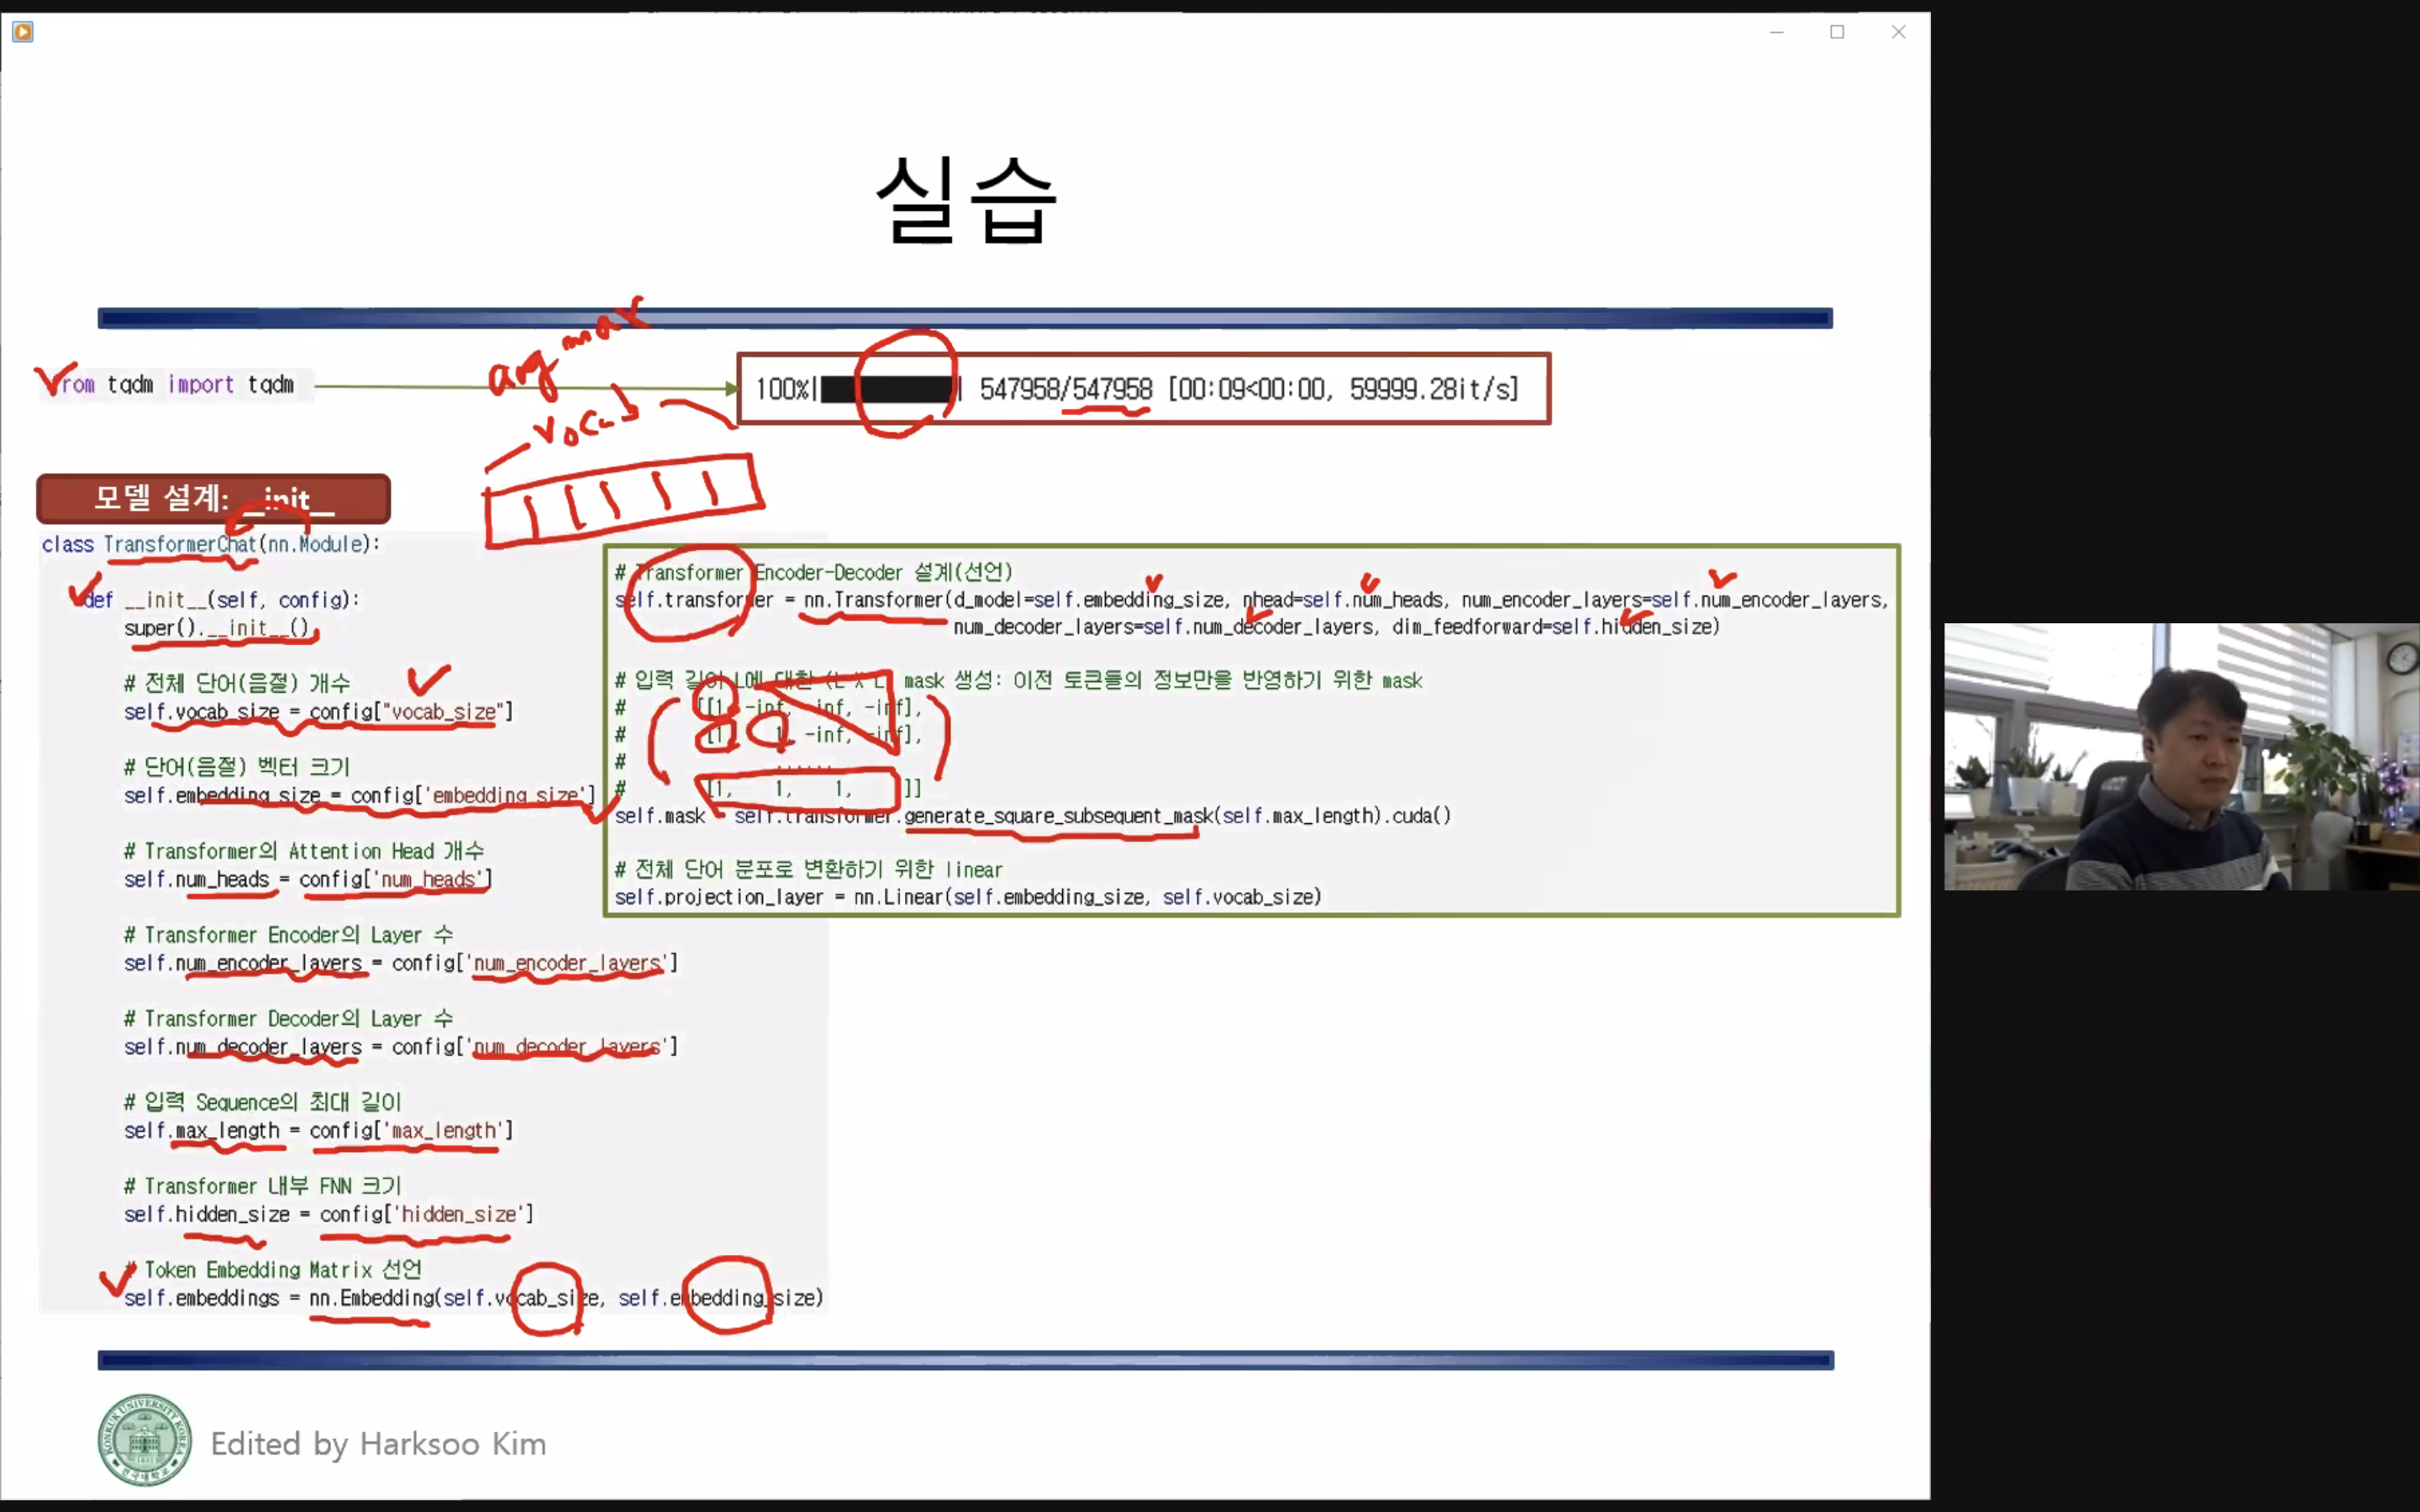 실습
from tqdm import tqdm
100%| | 547958/547958 [00:09<00:00, 59999.28it/s]
arg max
vocab
모델 설계: __init__
class TransformerChat(nn.Module):
def __init__(self, config):
super().__init__()
# 전체 단어(음절) 개수
self.vocab_size = config["vocab_size"]
# 단어(음절) 벡터 크기
self.embedding_size = config['embedding_size']
# Transformer의 Attention Head 개수
self.num_heads = config['num_heads']
# Transformer Encoder의 Layer 수
self.num_encoder_layers = config['num_encoder_layers']
# Transformer Decoder의 Layer 수
self.num_decoder_layers = config['num_decoder_layers']
# 입력 Sequence의 최대 길이
self.max_length = config['max_length']
# Transformer 내부 FNN 크기
self.hidden_size = config['hidden_size']
# Token Embedding Matrix 선언
self.embeddings = nn.Embedding(self.vocab_size, self.embedding_size)
# Transformer Encoder-Decoder 설계(선언)
self.transformer = nn.Transformer(d_model=self.embedding_size, nhead=self.num_heads, num_encoder_layers=self.num_encoder_layers,
num_decoder_layers=self.num_decoder_layers, dim_feedforward=self.hidden_size)
# 입력 길이 L에 대한 (L X L) mask 생성: 이전 토큰들의 정보만을 반영하기 위한 mask
# [[1, -inf, -inf, -inf],
# [1, 1, -inf, -inf],
# ......
# [1, 1, 1, ]]
self.mask = self.transformer.generate_square_subsequent_mask(self.max_length).cuda()
# 전체 단어 분포로 변환하기 위한 linear
self.projection_layer = nn.Linear(self.embedding_size, self.vocab_size)
KONKUK UNIVERSITY KOREA
건국대학교
Edited by Harksoo Kim